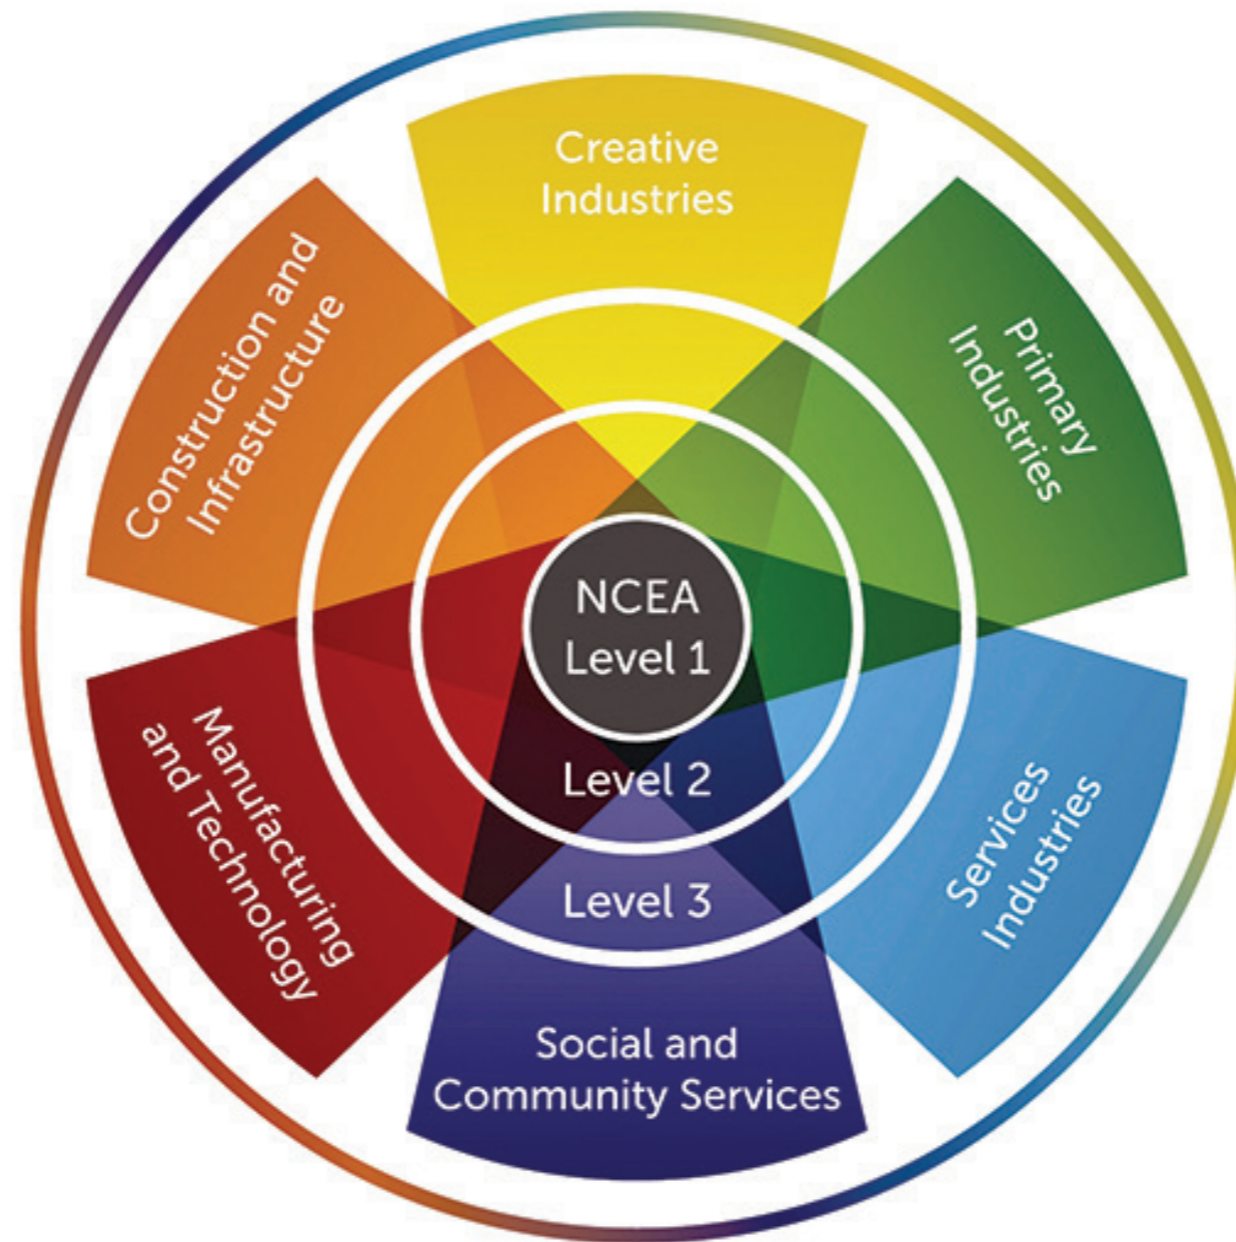 Creative
Industries
Primary
Industries
Services
Industries
Social and
Community Services
Manufacturing
and Technology
Construction and
Infrastructure
NCEA
Level 1
Level 2
Level 3